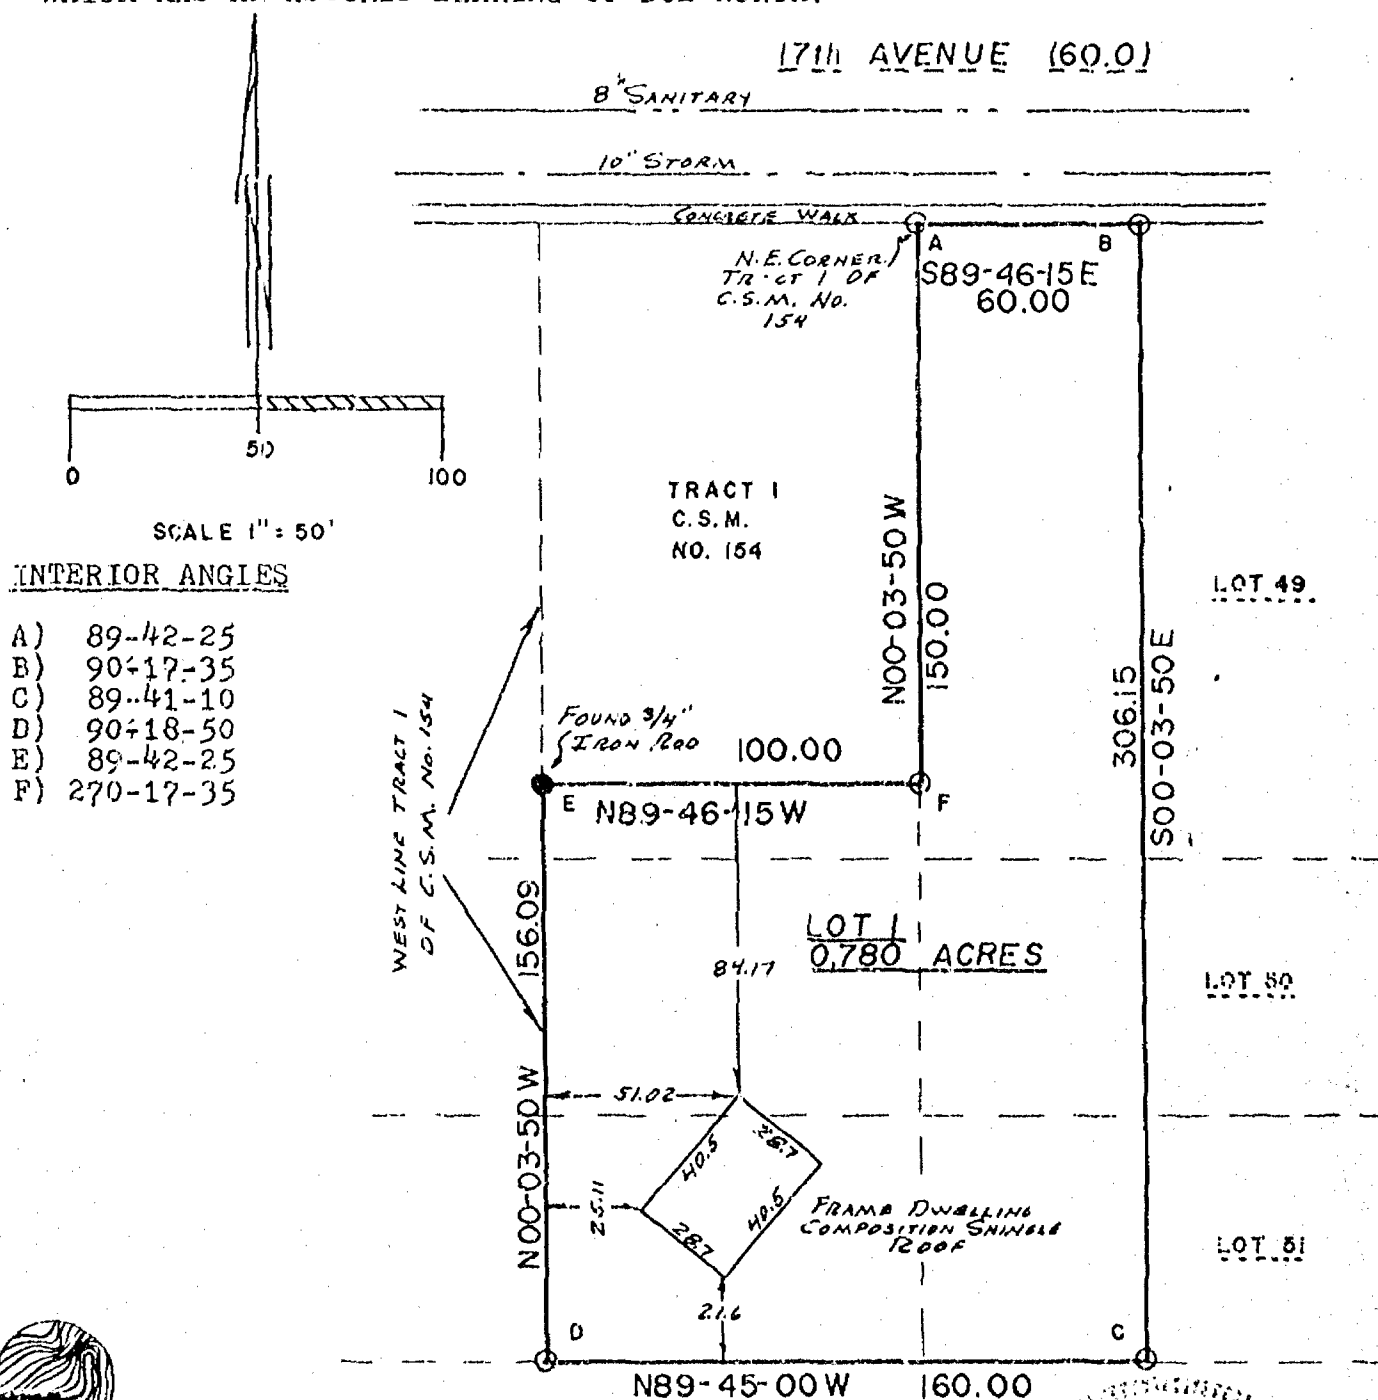 17th AVENUE (60.0)
8" SANITARY
10" STORM
CONCRETE WALK
A
B
N.E. CORNER
TRACT 1 OF
C.S.M. NO.
154
S89-46-15E
60.00
0
50
100
SCALE 1" = 50'
TRACT 1
C.S.M.
NO. 154
INTERIOR ANGLES
A) 89-42-25
B) 90-17-35
C) 89-41-10
D) 90-18-50
E) 89-42-25
F) 270-17-35
N00-03-50W
150.00
LOT 49
306.15
S00-03-50E
WEST LINE TRACT 1
OF C.S.M. No. 154
FOUND 3/4"
IRON ROD
100.00
E
N89-46-15W
F
156.09
N00-03-50W
LOT 1
0.780 ACRES
84.17
LOT 50
51.02
40.5
28.7
25.11
28.7
40.5
FRAME DWELLING
COMPOSITION SHINGLE
ROOF
LOT 51
21.6
D
C
N89-45-00W 160.00